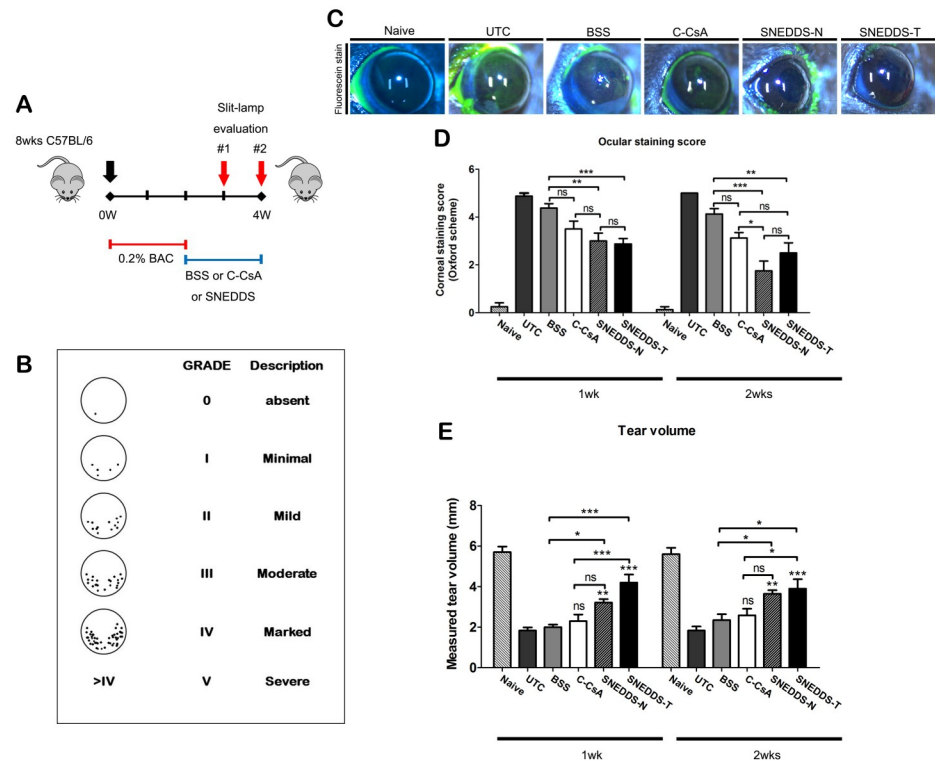 A
8wks C57BL/6
Slit-lamp
evaluation
#1 #2
0W 4W
0.2% BAC
BSS or C-CsA
or SNEDDS
B
GRADE Description
0 absent
I Minimal
II Mild
III Moderate
IV Marked
>IV V Severe
C
Naive UTC BSS C-CsA SNEDDS-N SNEDDS-T
Fluorescein stain
D
Ocular staining score
Corneal staining score
(Oxford scheme)
6
4
2
0
***
**
ns
ns
ns
**
***
ns
ns
*
ns
Naive UTC BSS C-CsA SNEDDS-N SNEDDS-T Naive UTC BSS C-CsA SNEDDS-N SNEDDS-T
1wk 2wks
E
Tear volume
Measured tear volume (mm)
8
6
4
2
0
***
*
***
ns
ns
**
***
*
*
*
ns
ns
**
***
Naive UTC BSS C-CsA SNEDDS-N SNEDDS-T Naive UTC BSS C-CsA SNEDDS-N SNEDDS-T
1wk 2wks